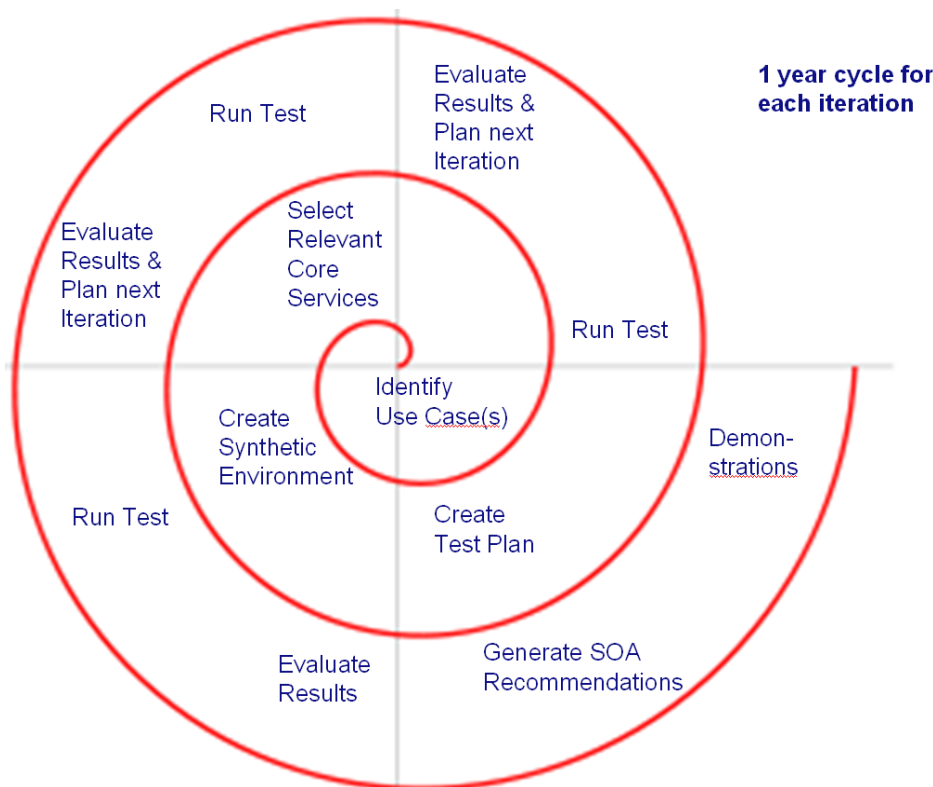 1 year cycle for
each iteration
Evaluate
Results &
Plan next
Iteration
Run Test
Select
Relevant
Core
Services
Evaluate
Results &
Plan next
Iteration
Run Test
Identify
Use Case(s)
Create
Synthetic
Environment
Demon-
strations
Run Test
Create
Test Plan
Evaluate
Results
Generate SOA
Recommendations